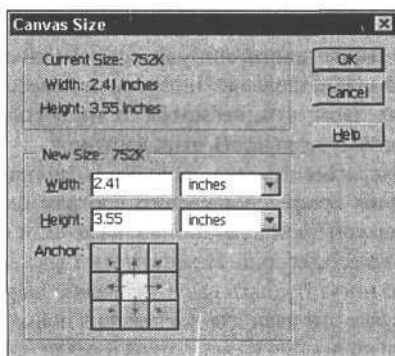 Canvas Size
Current Size: 752K
Width: 2.41 inches
Height: 3.55 inches
OK
Cancel
Help
New Size: 752K
Width: 2.41 inches
Height: 3.55 inches
Anchor: